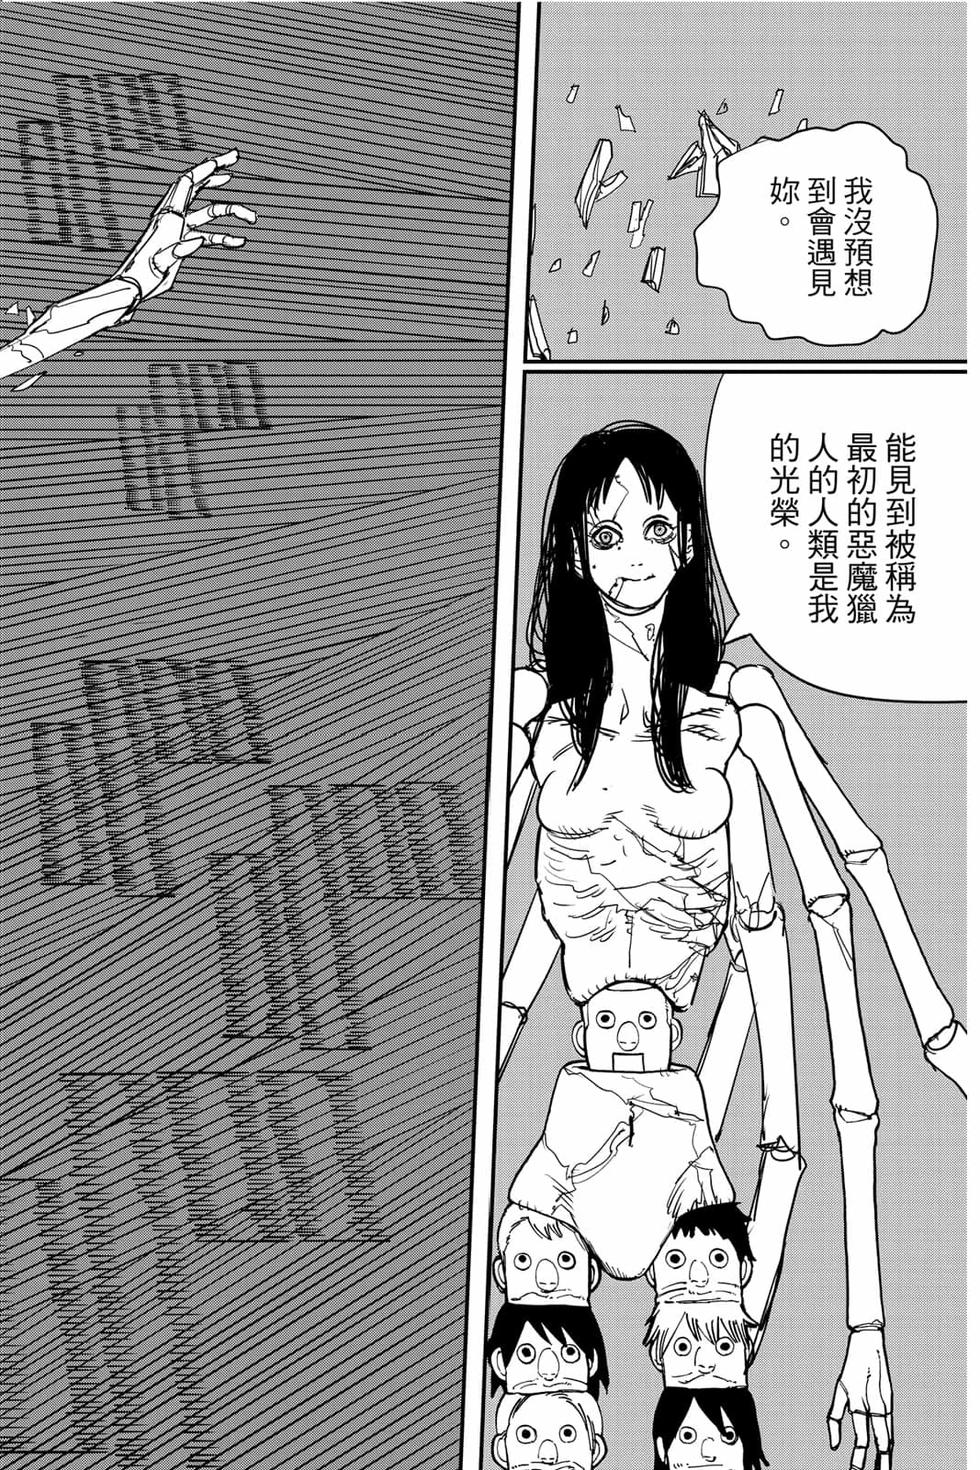 我沒預想
到會遇見
妳。
能見到被稱為
最初的惡魔獵
人的人類是我
的光榮。